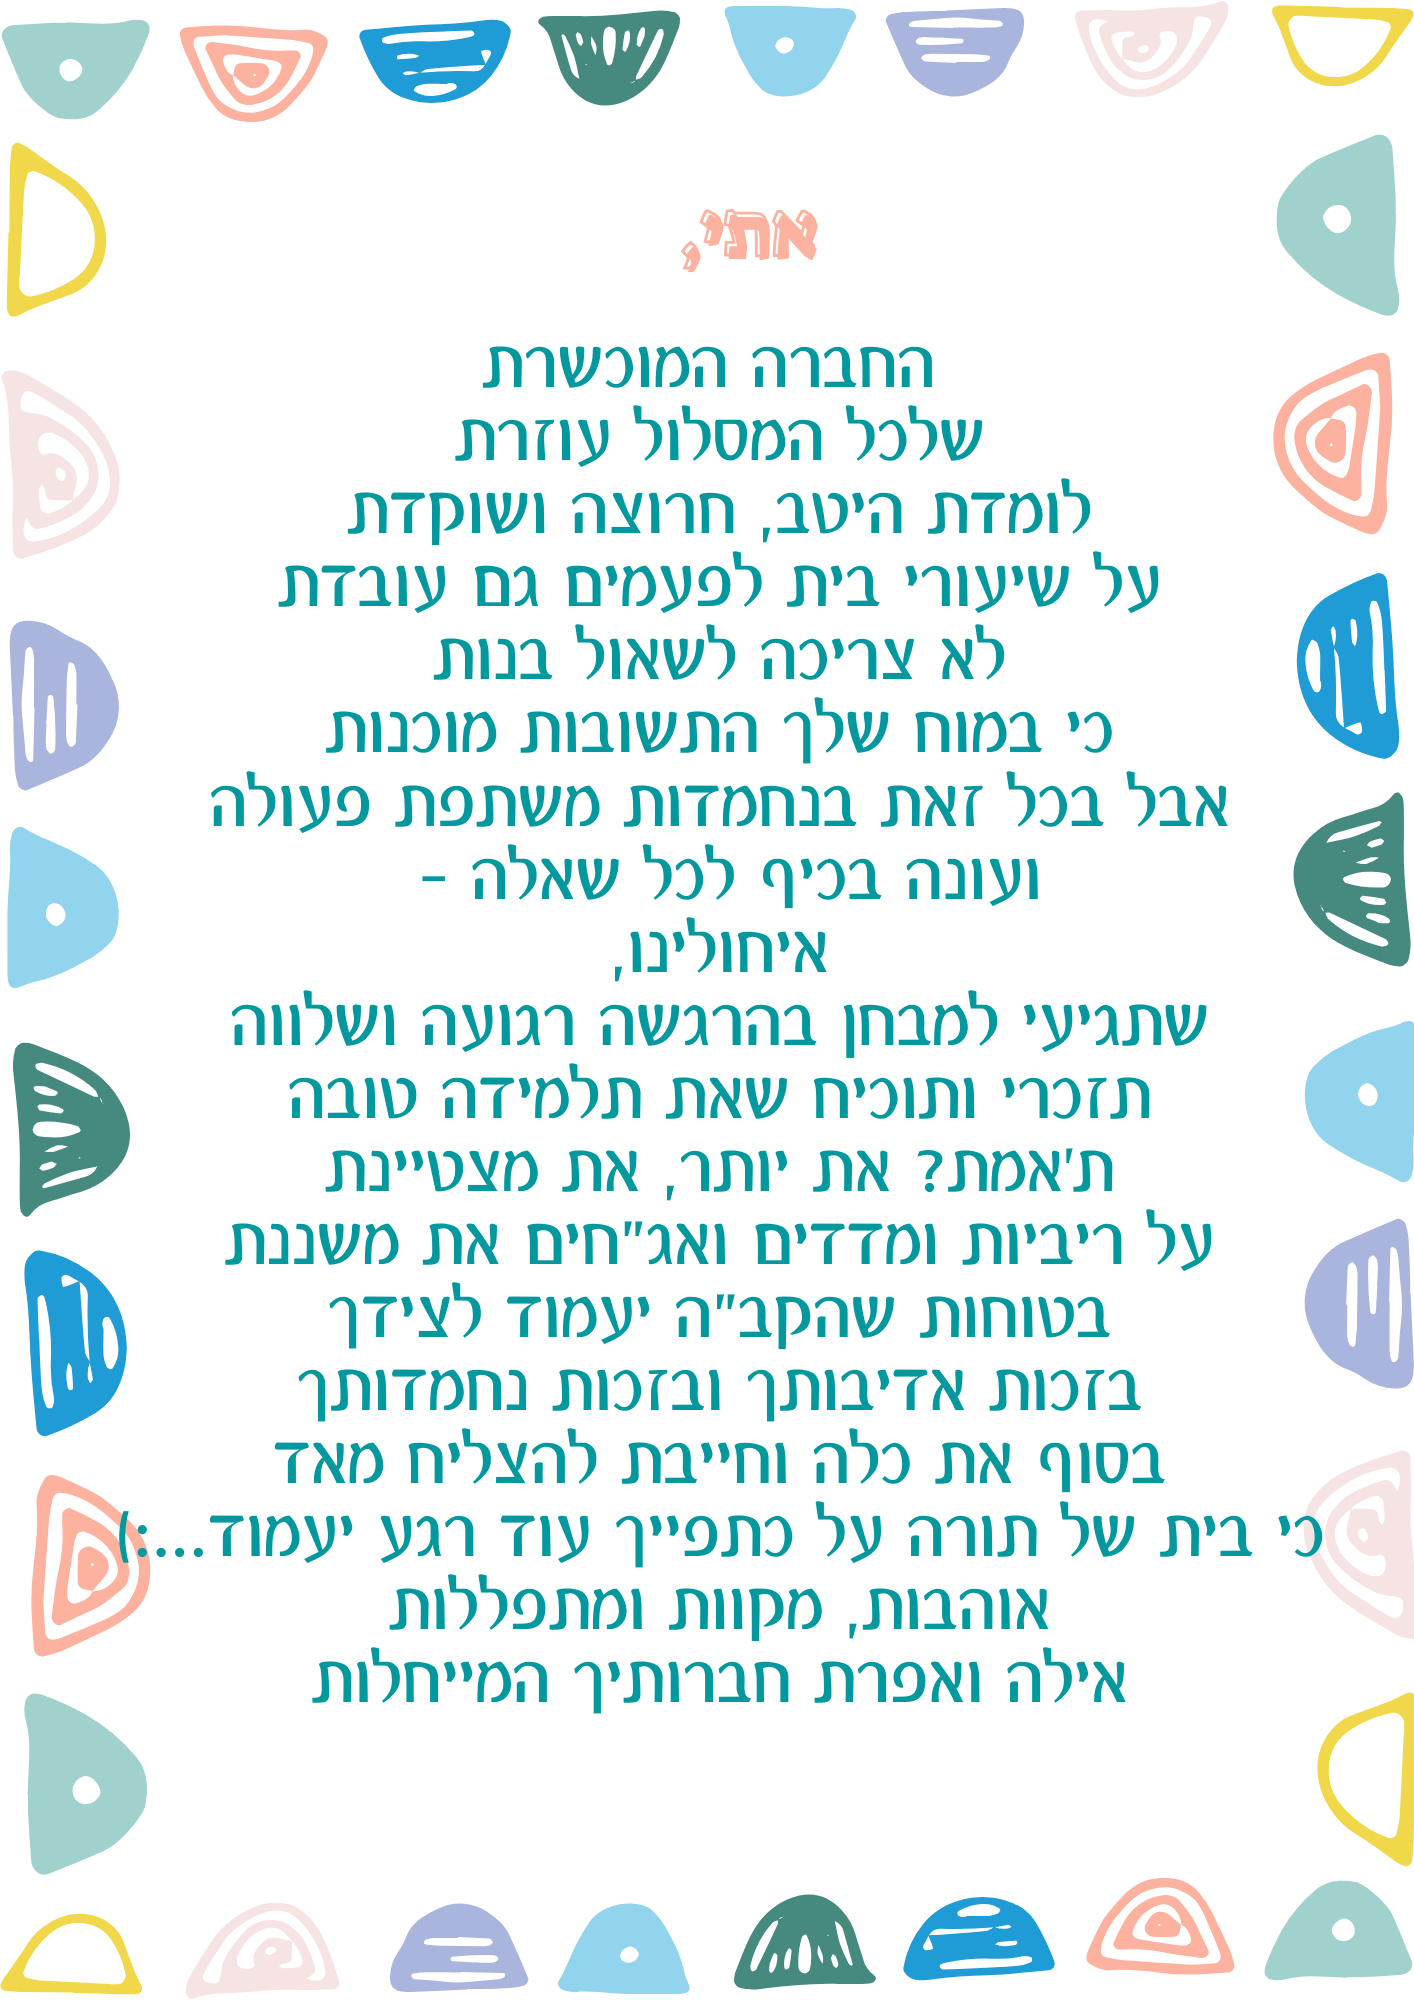 אתי,
החברה המוכשרת
שלכל המסלול עוזרת
לומדת היטב, חרוצה ושוקדת
על שיעורי בית לפעמים גם עובדת
לא צריכה לשאול בנות
כי במוח שלך התשובות מוכנות
אבל בכל זאת בנחמדות משתפת פעולה
ועונה בכיף לכל שאלה -
איחולינו,
שתגיעי למבחן בהרגשה רגועה ושלווה
תזכרי ותוכיח שאת תלמידה טובה
ת'אמת? את יותר, את מצטיינת
על ריביות ומדדים ואג"חים את משננת
בטוחות שהקב"ה יעמוד לצידך
בזכות אדיבותך ובזכות נחמדותך
בסוף את כלה וחייבת להצליח מאד
כי בית של תורה על כתפייך עוד רגע יעמוד...:)
אוהבות, מקוות ומתפללות
אילה ואפרת חברותיך המייחלות